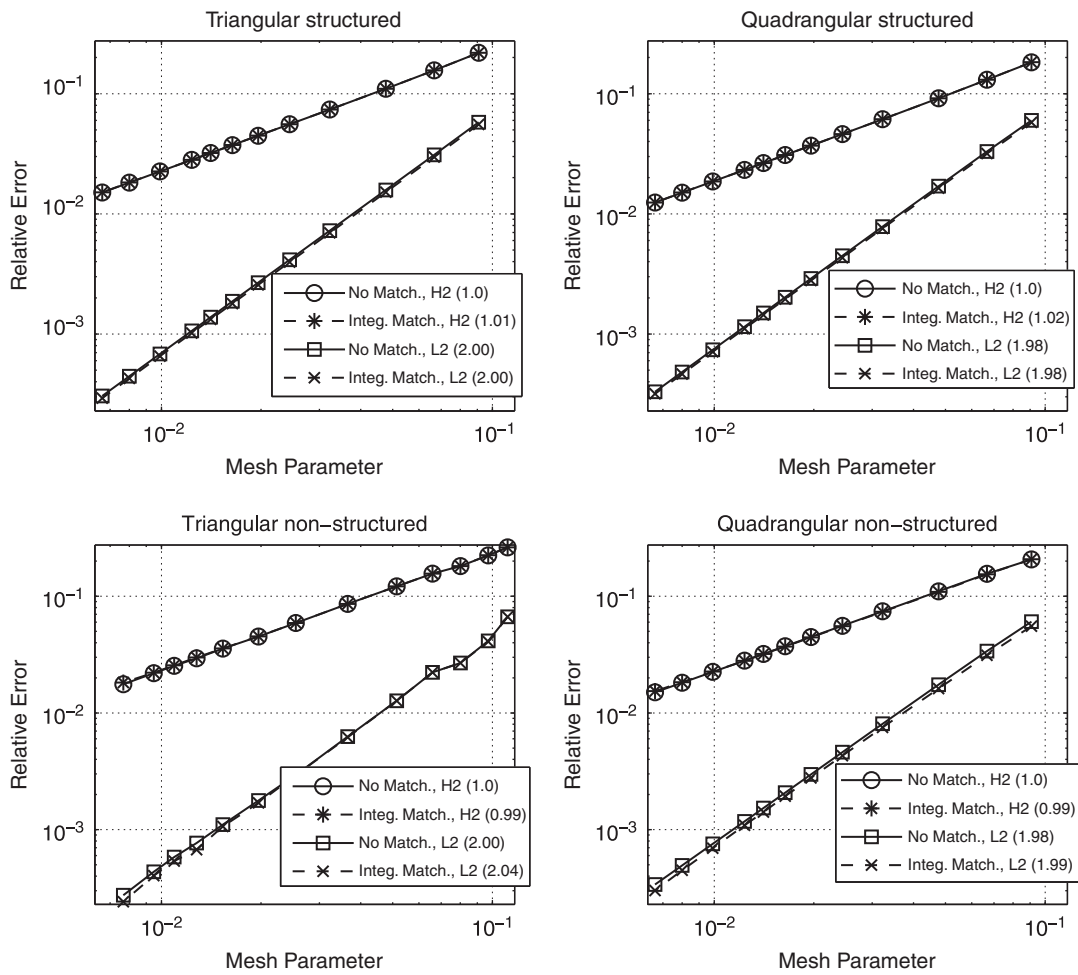 Triangular structured
Relative Error
10⁻¹
10⁻²
10⁻³
No Match., H2 (1.0)
Integ. Match., H2 (1.01)
No Match., L2 (2.00)
Integ. Match., L2 (2.00)
10⁻²
10⁻¹
Mesh Parameter
Quadrangular structured
Relative Error
10⁻¹
10⁻²
10⁻³
No Match., H2 (1.0)
Integ. Match., H2 (1.02)
No Match., L2 (1.98)
Integ. Match., L2 (1.98)
10⁻²
10⁻¹
Mesh Parameter
Triangular non−structured
Relative Error
10⁻¹
10⁻²
10⁻³
No Match., H2 (1.0)
Integ. Match., H2 (0.99)
No Match., L2 (2.00)
Integ. Match., L2 (2.04)
10⁻²
10⁻¹
Mesh Parameter
Quadrangular non−structured
Relative Error
10⁻¹
10⁻²
10⁻³
No Match., H2 (1.0)
Integ. Match., H2 (0.99)
No Match., L2 (1.98)
Integ. Match., L2 (1.99)
10⁻²
10⁻¹
Mesh Parameter